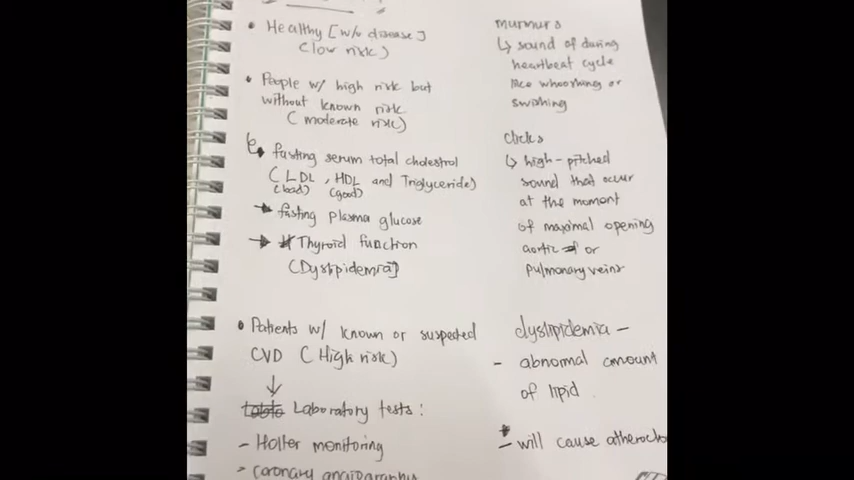 • Healthy [w/o disease]
(low risk)
• People w/ high risk but
without known risk
(moderate risk)
fasting serum total cholestrol
(LDL, HDL and Triglyceride)
(bad) (good)
→ fasting plasma glucose
→ Thyroid function
(Dyslipidemia)
• Patients w/ known or suspected
CVD (High risk)
↓
Laboratory tests:
- Holter monitoring
- coronary angiography
murmurs
↳ sound of during
heartbeat cycle
like whooshing or
swishing
clicks
↳ high-pitched
sound that occur
at the moment
of maximal opening
aortic or
pulmonary veins
dyslipidemia -
- abnormal amount
of lipid
- will cause